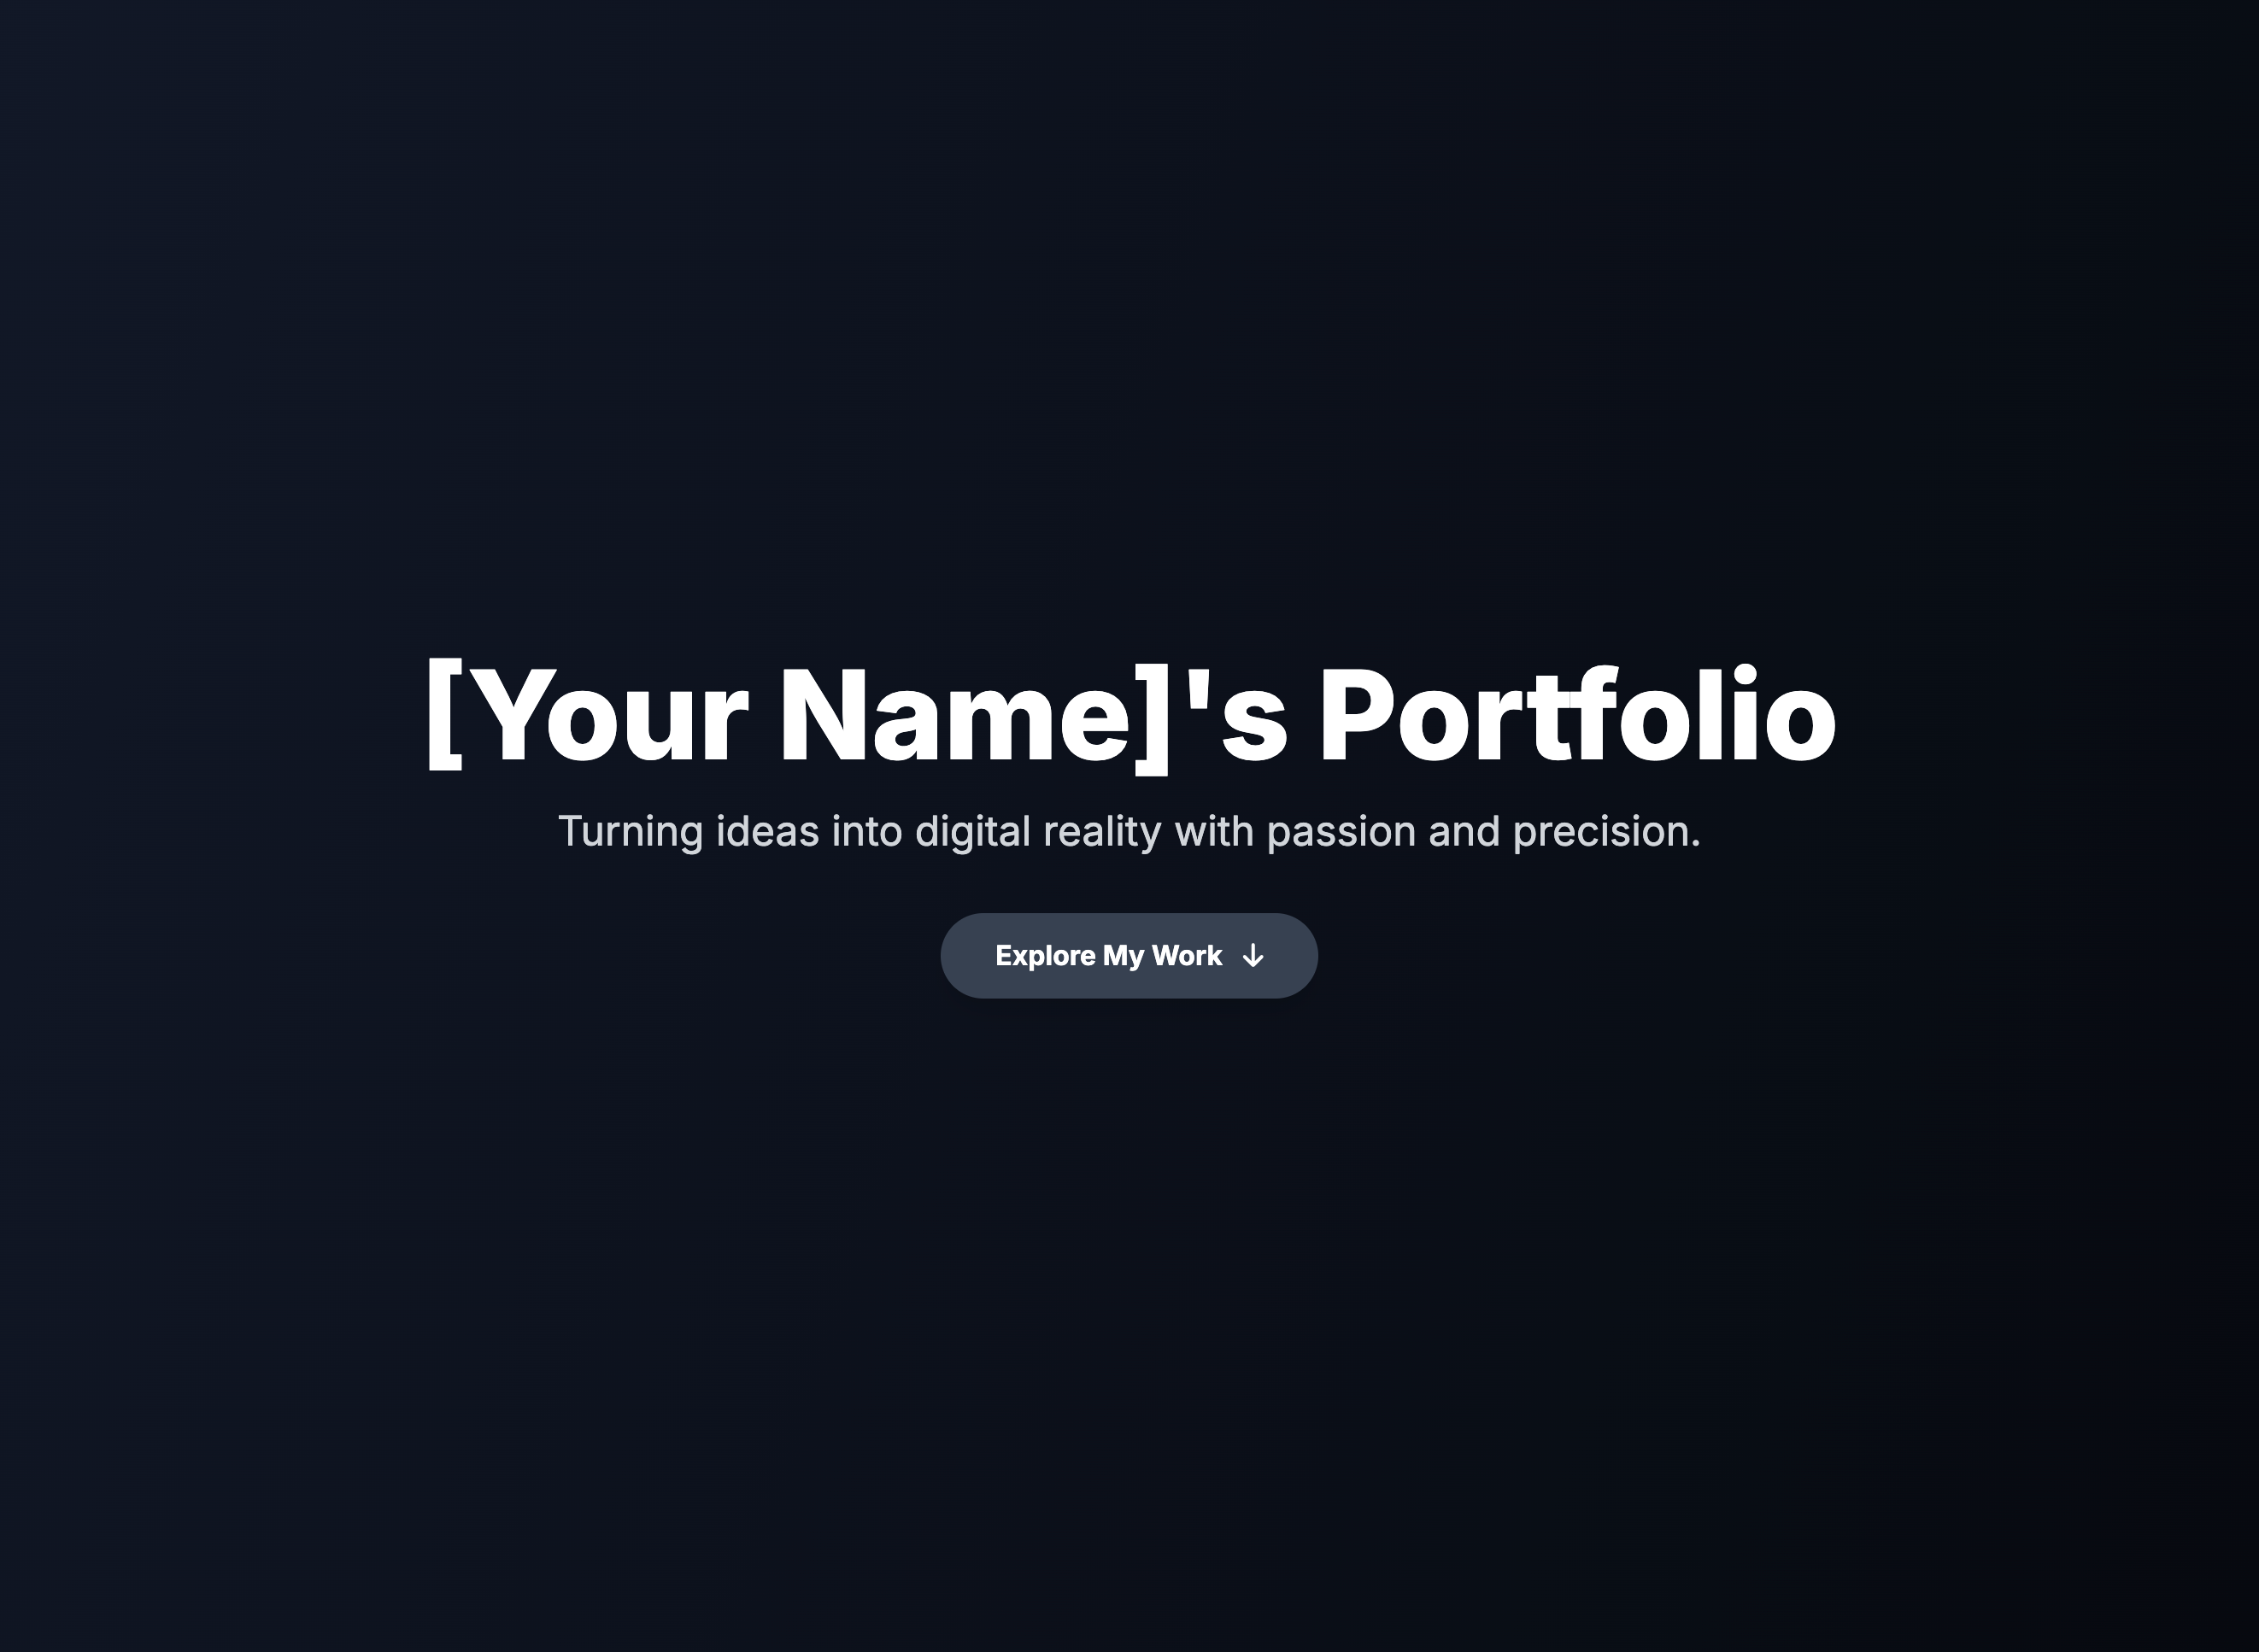 [Your Name]'s Portfolio
Turning ideas into digital reality with passion and precision.
Explore My Work ↓